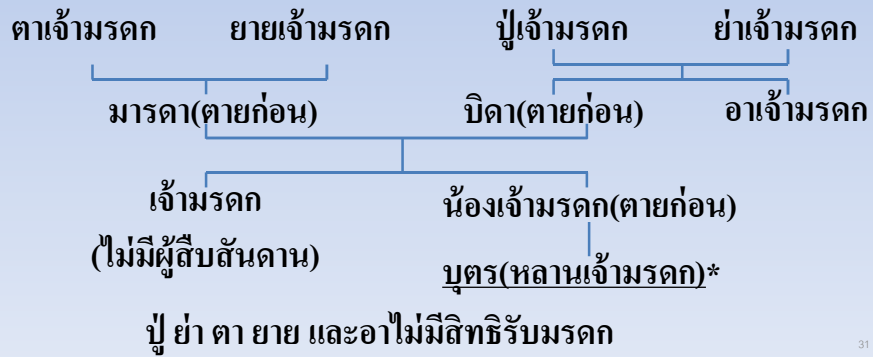 ตาเจ้ามรดก ยายเจ้ามรดก ปู่เจ้ามรดก ย่าเจ้ามรดก
มารดา(ตายก่อน) บิดา(ตายก่อน) อาเจ้ามรดก
เจ้ามรดก น้องเจ้ามรดก(ตายก่อน)
(ไม่มีผู้สืบสันดาน) บุตร(หลานเจ้ามรดก)*
ปู่ ย่า ตา ยาย และอาไม่มีสิทธิรับมรดก
31